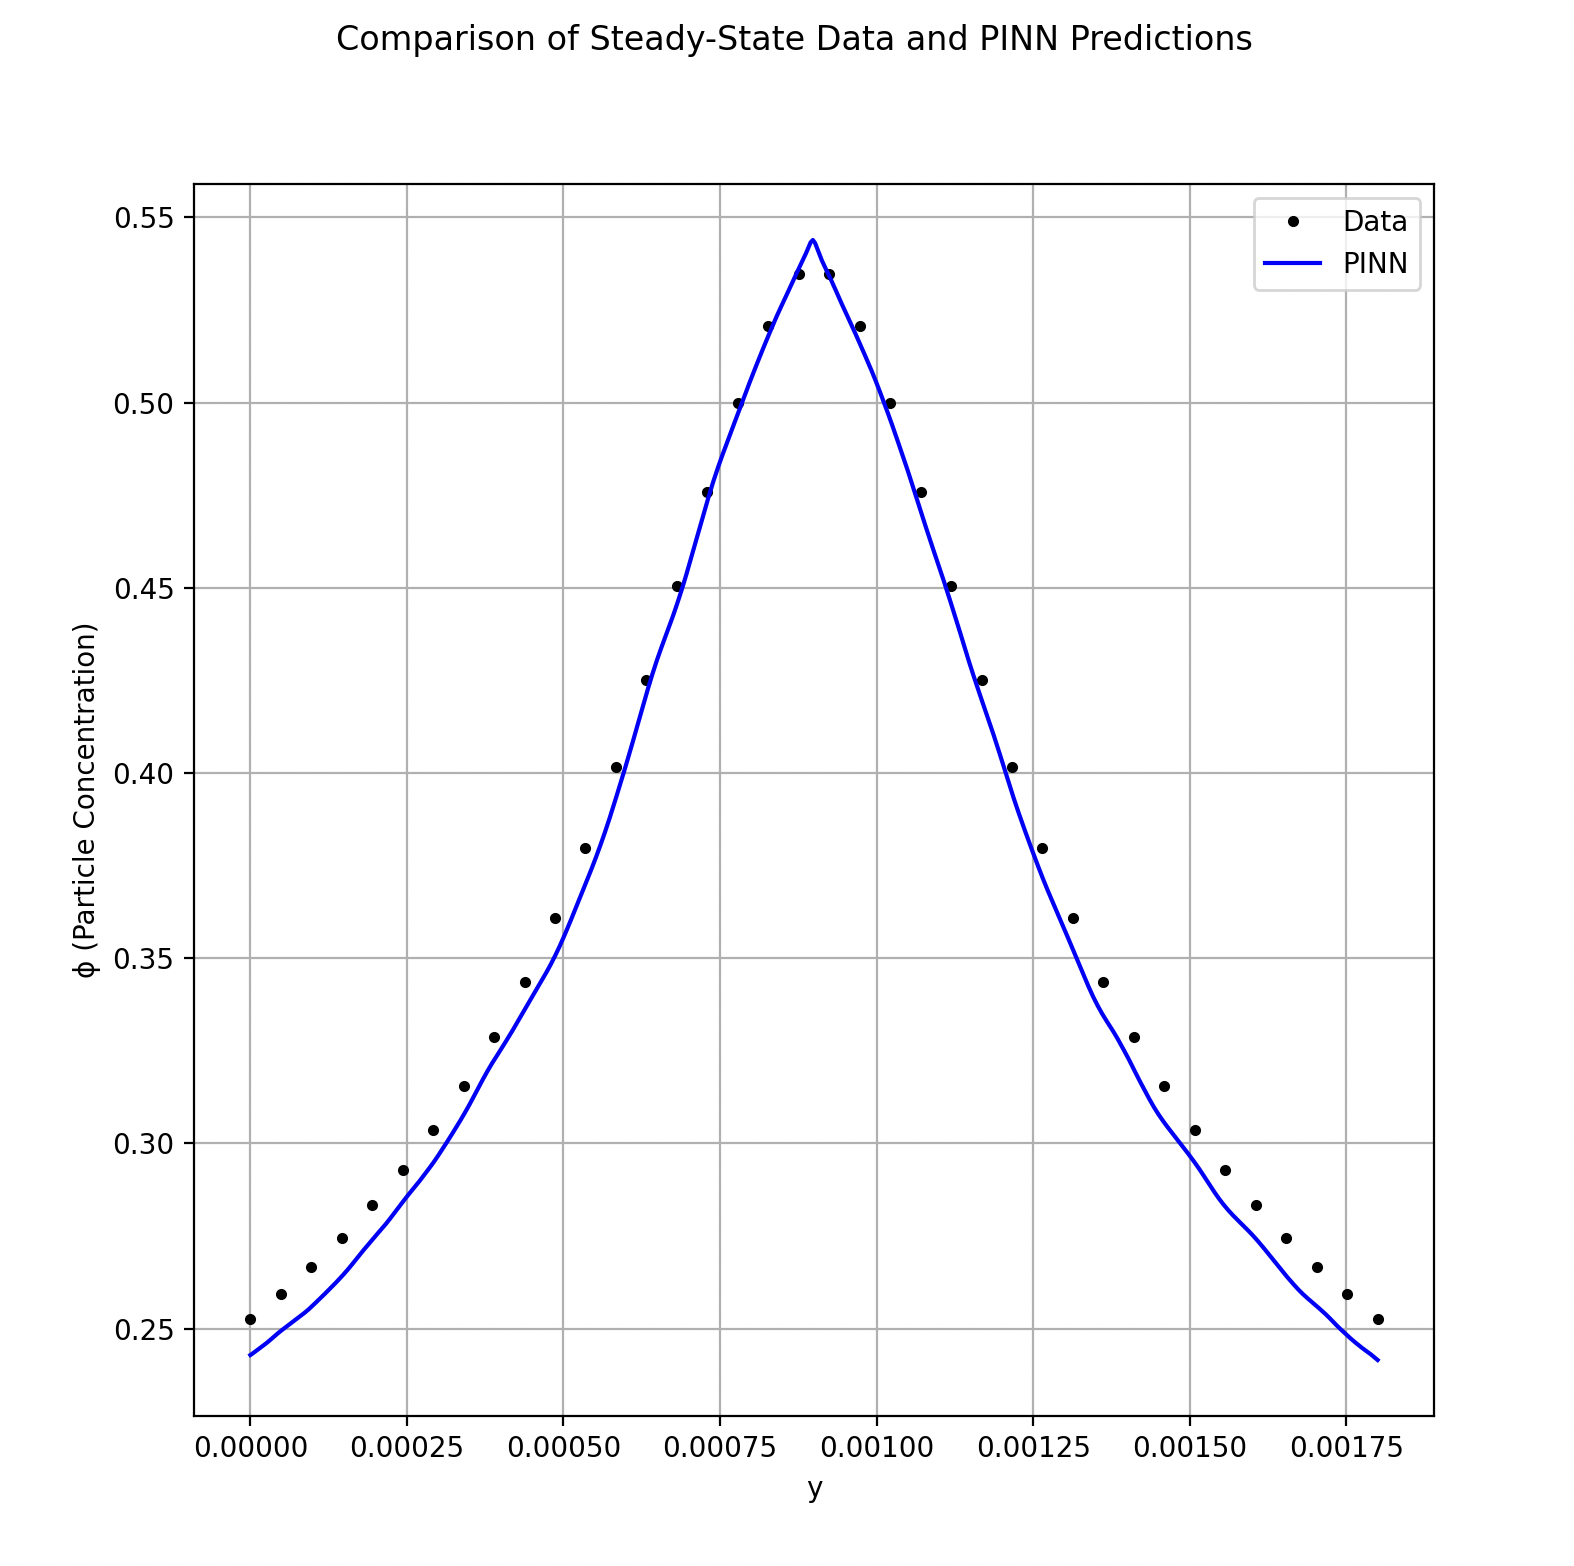 Comparison of Steady-State Data and PINN Predictions
Data
PINN
ϕ (Particle Concentration)
0.55
0.50
0.45
0.40
0.35
0.30
0.25
0.00000 0.00025 0.00050 0.00075 0.00100 0.00125 0.00150 0.00175
y